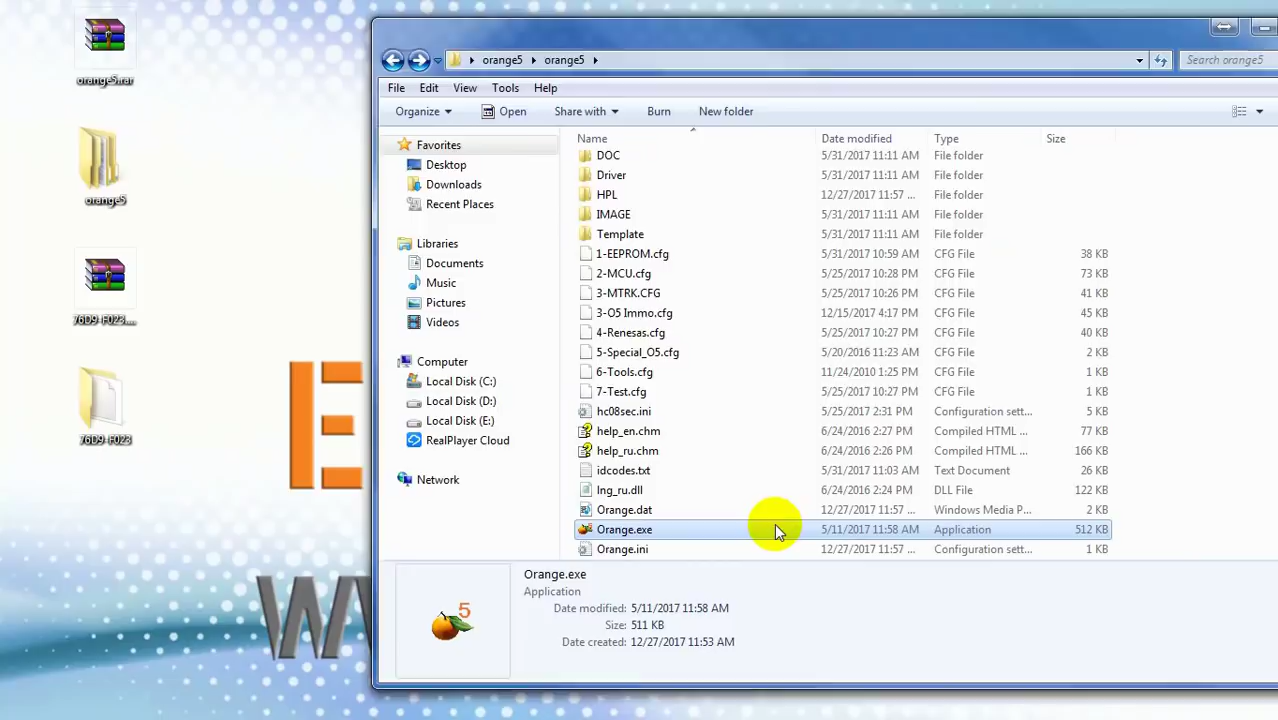 orange5.rar
orange5
76D9-F023....
76D9-F023
E
orange5 orange5
Search orange5
File Edit View Tools Help
Organize Open Share with Burn New folder
Favorites
Desktop
Downloads
Recent Places
Libraries
Documents
Music
Pictures
Videos
Computer
Local Disk (C:)
Local Disk (D:)
Local Disk (E:)
RealPlayer Cloud
Network
Name Date modified Type Size
DOC 5/31/2017 11:11 AM File folder
Driver 5/31/2017 11:11 AM File folder
HPL 12/27/2017 11:57 ... File folder
IMAGE 5/31/2017 11:11 AM File folder
Template 5/31/2017 11:11 AM File folder
1-EEPROM.cfg 5/31/2017 10:59 AM CFG File 38 KB
2-MCU.cfg 5/25/2017 10:28 PM CFG File 73 KB
3-MTRK.CFG 5/25/2017 10:26 PM CFG File 41 KB
3-O5 Immo.cfg 12/15/2017 4:17 PM CFG File 45 KB
4-Renesas.cfg 5/25/2017 10:27 PM CFG File 40 KB
5-Special_O5.cfg 5/20/2016 11:23 AM CFG File 2 KB
6-Tools.cfg 11/24/2010 1:25 PM CFG File 1 KB
7-Test.cfg 5/25/2017 10:27 PM CFG File 1 KB
hc08sec.ini 5/25/2017 2:31 PM Configuration sett... 5 KB
help_en.chm 6/24/2016 2:27 PM Compiled HTML ... 77 KB
help_ru.chm 6/24/2016 2:27 PM Compiled HTML ... 166 KB
idcodes.txt 5/31/2017 11:03 AM Text Document 26 KB
lng_ru.dll 6/24/2016 2:24 PM DLL File 122 KB
Orange.dat 12/27/2017 11:57 ... Windows Media P... 2 KB
Orange.exe 5/11/2017 11:58 AM Application 512 KB
Orange.ini 12/27/2017 11:57 ... Configuration sett... 1 KB
5
Orange.exe
Application
Date modified: 5/11/2017 11:58 AM
Size: 511 KB
Date created: 12/27/2017 11:53 AM